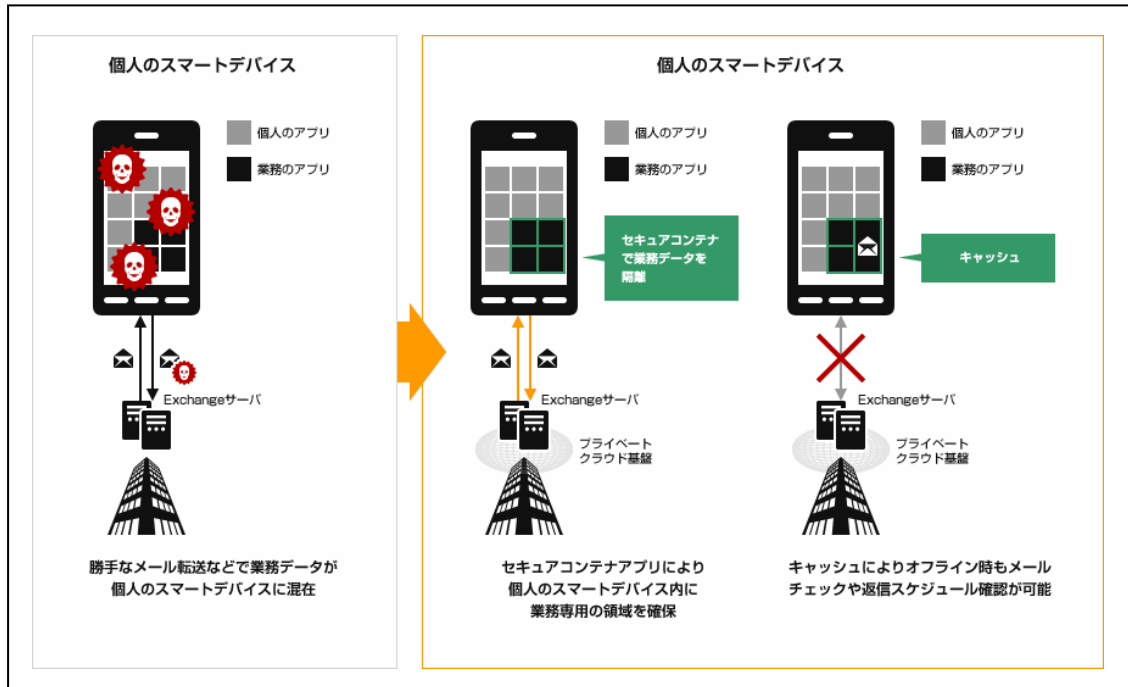 個人のスマートデバイス
個人のアプリ
業務のアプリ
Exchangeサーバ
勝手なメール転送などで業務データが
個人のスマートデバイスに混在
個人のスマートデバイス
個人のアプリ
業務のアプリ
セキュアコンテナ
で業務データを
隔離
Exchangeサーバ
プライベート
クラウド基盤
セキュアコンテナアプリにより
個人のスマートデバイス内に
業務専用の領域を確保
個人のアプリ
業務のアプリ
キャッシュ
Exchangeサーバ
プライベート
クラウド基盤
キャッシュによりオフライン時もメール
チェックや返信スケジュール確認が可能